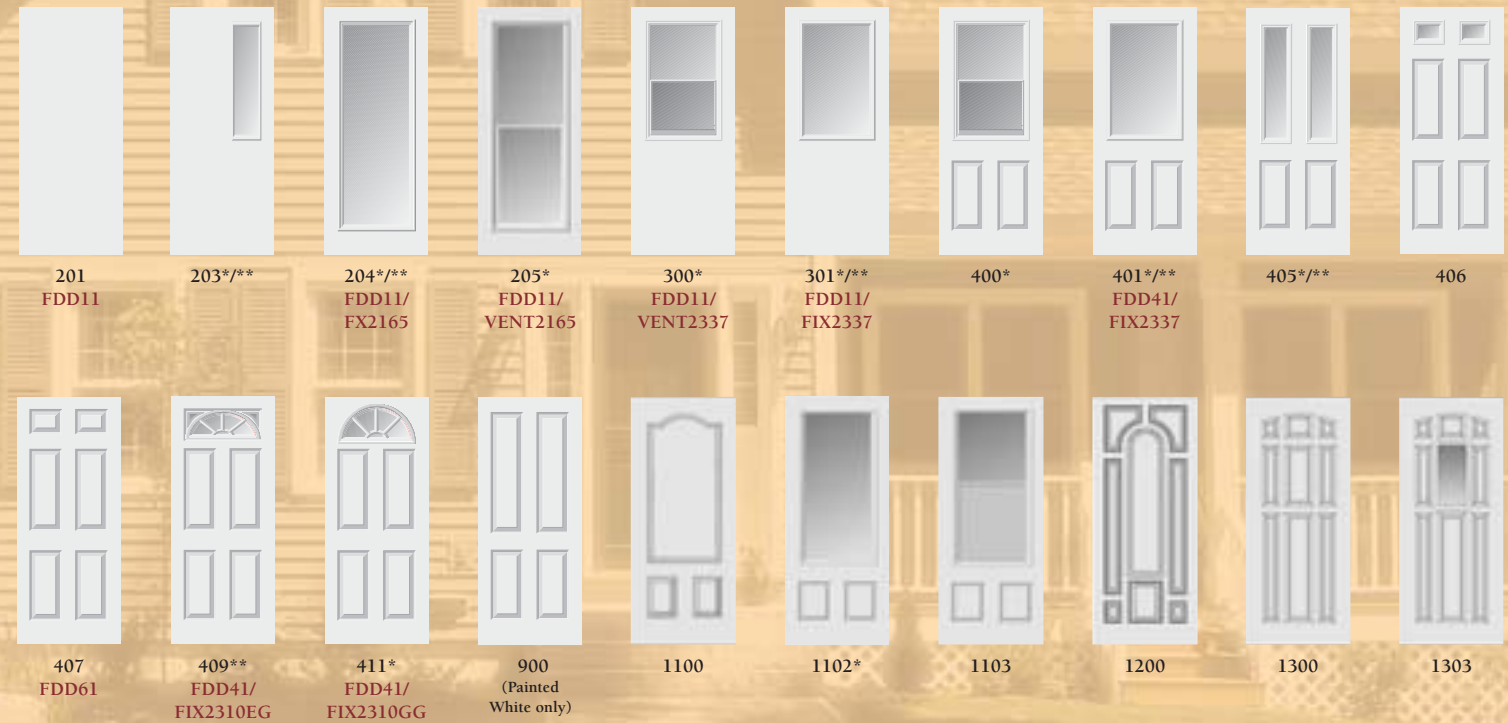 201
FDD11
203*/**
204*/**
FDD11/
FX2165
205*
FDD11/
VENT2165
300*
FDD11/
VENT2337
301*/**
FDD11/
FIX2337
400*
401*/**
FDD41/
FIX2337
405*/**
406
407
FDD61
409**
FDD41/
FIX2310EG
411*
FDD41/
FIX2310GG
900
(Painted
White only)
1100
1102*
1103
1200
1300
1303